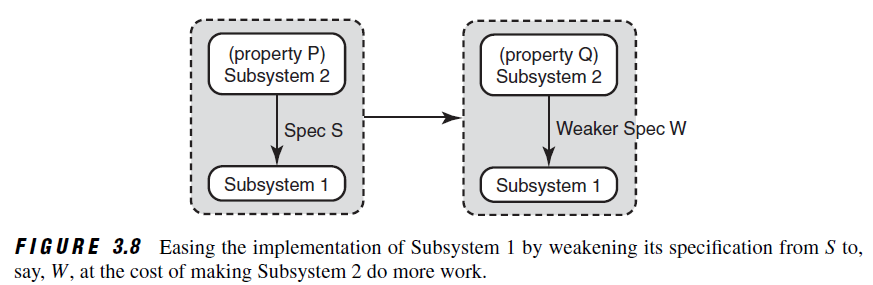 (property P)
Subsystem 2
Spec S
Subsystem 1
(property Q)
Subsystem 2
Weaker Spec W
Subsystem 1
FIGURE 3.8 Easing the implementation of Subsystem 1 by weakening its specification from S to,
say, W, at the cost of making Subsystem 2 do more work.